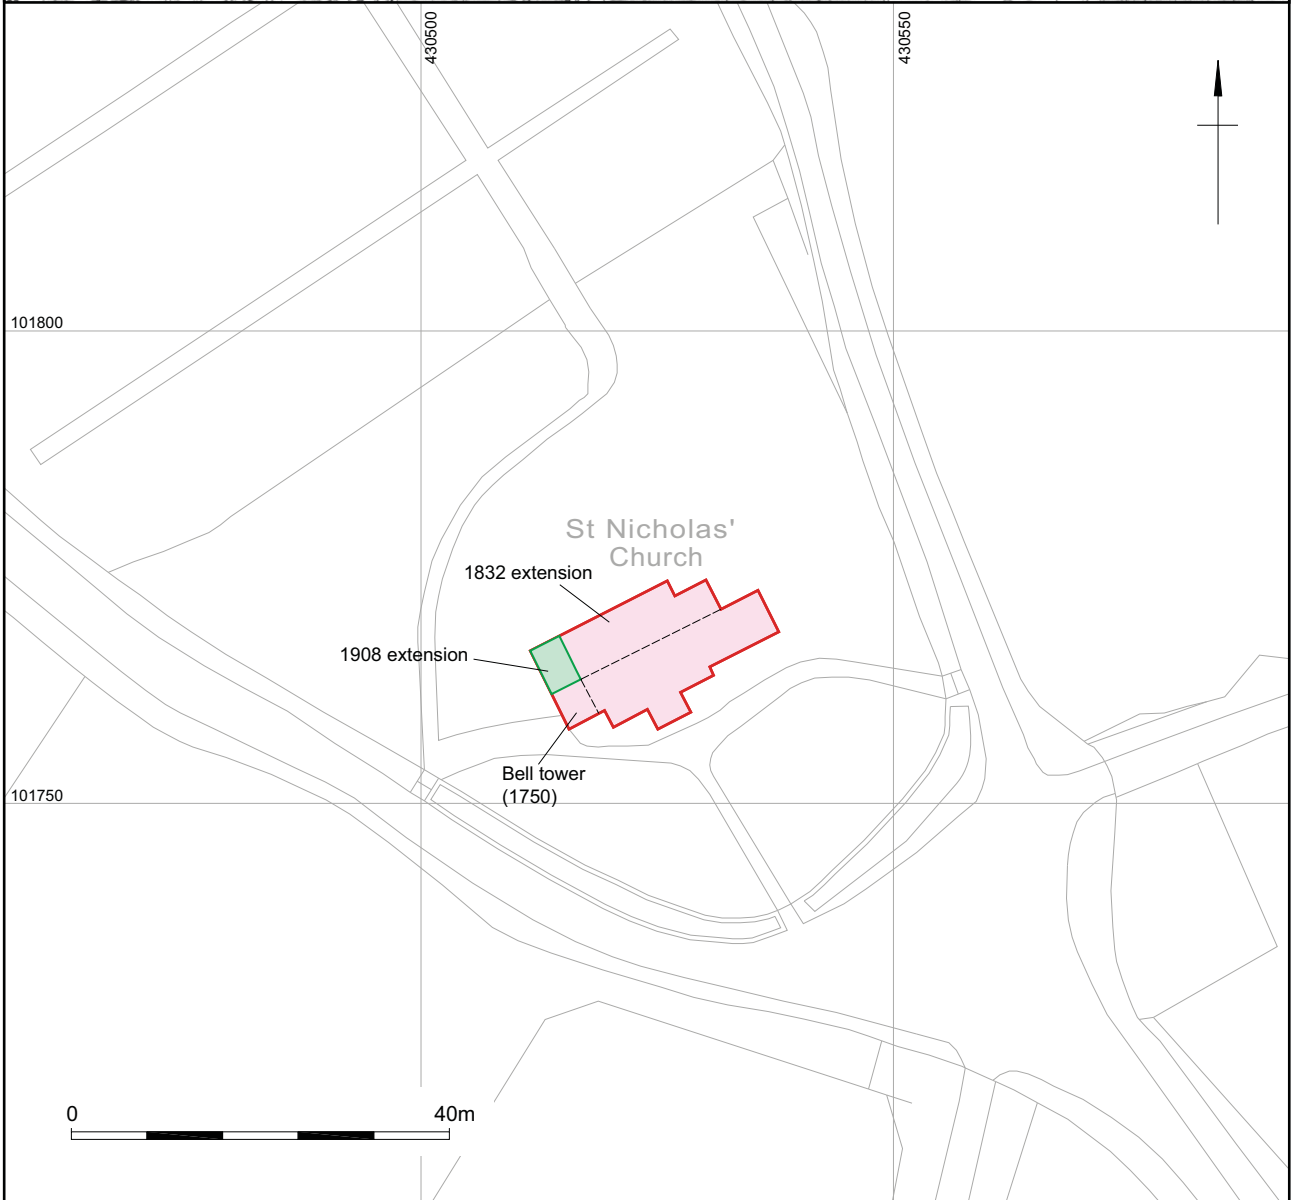 430500
430550
101800
St Nicholas'
Church
1832 extension
1908 extension
Bell tower
(1750)
101750
0 40m